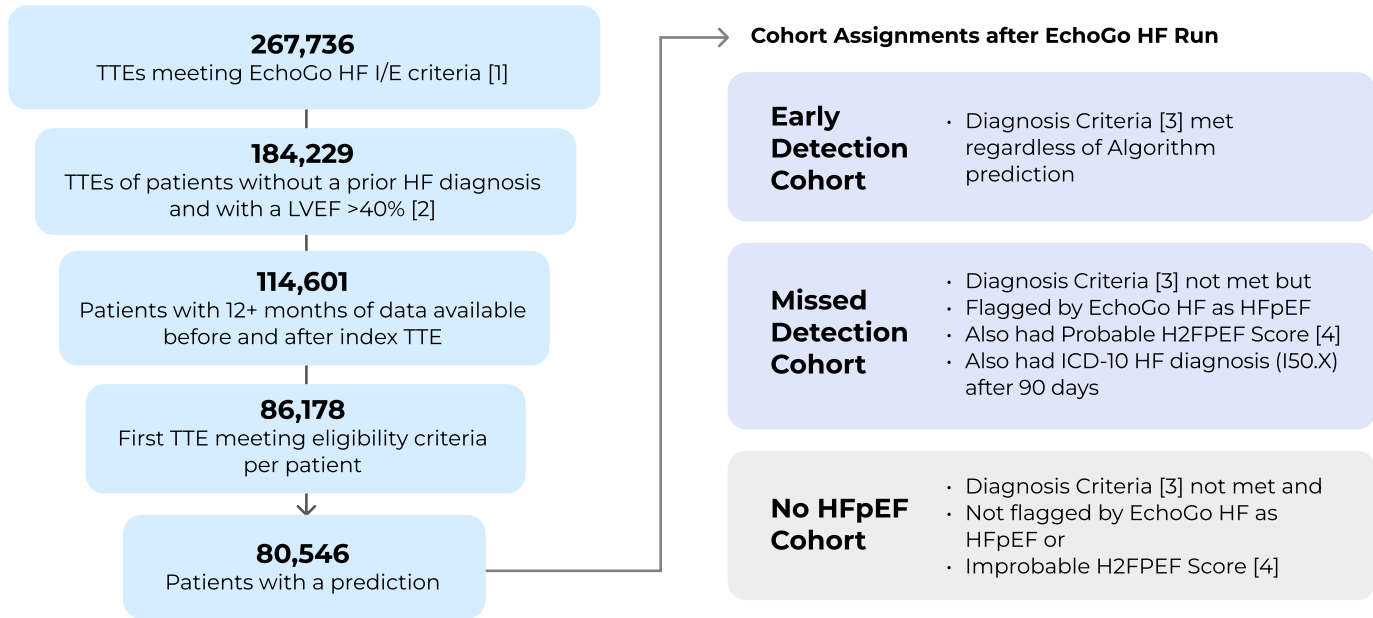 267,736
TTEs meeting EchoGo HF I/E criteria [1]
184,229
TTEs of patients without a prior HF diagnosis
and with a LVEF >40% [2]
114,601
Patients with 12+ months of data available
before and after index TTE
86,178
First TTE meeting eligibility criteria
per patient
80,546
Patients with a prediction
Cohort Assignments after EchoGo HF Run
Early
Detection
Cohort
• Diagnosis Criteria [3] met
regardless of Algorithm
prediction
Missed
Detection
Cohort
• Diagnosis Criteria [3] not met but
• Flagged by EchoGo HF as HFpEF
• Also had Probable H2FPEF Score [4]
• Also had ICD-10 HF diagnosis (I50.X)
after 90 days
No HFpEF
Cohort
• Diagnosis Criteria [3] not met and
• Not flagged by EchoGo HF as
HFpEF or
• Improbable H2FPEF Score [4]